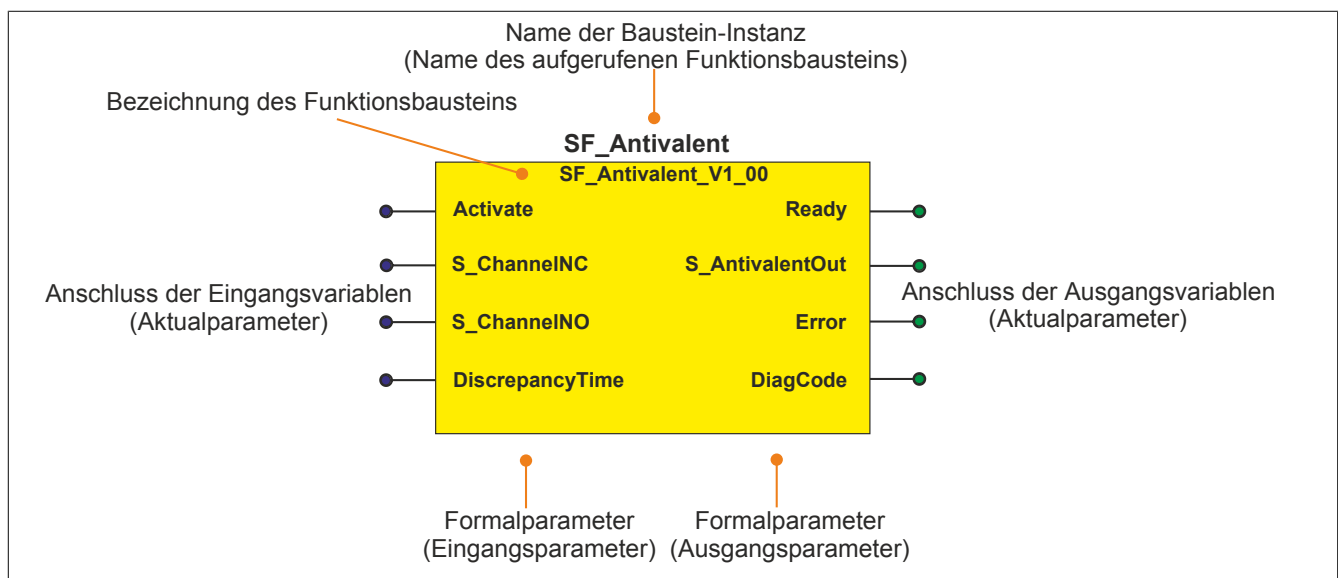 Name der Baustein-Instanz
(Name des aufgerufenen Funktionsbausteins)
Bezeichnung des Funktionsbausteins
SF_Antivalent
SF_Antivalent_V1_00
Activate
Ready
S_ChannelNC
S_AntivalentOut
Anschluss der Eingangsvariablen
(Aktualparameter)
Anschluss der Ausgangsvariablen
(Aktualparameter)
S_ChannelNO
Error
DiscrepancyTime
DiagCode
Formalparameter
(Eingangsparameter)
Formalparameter
(Ausgangsparameter)